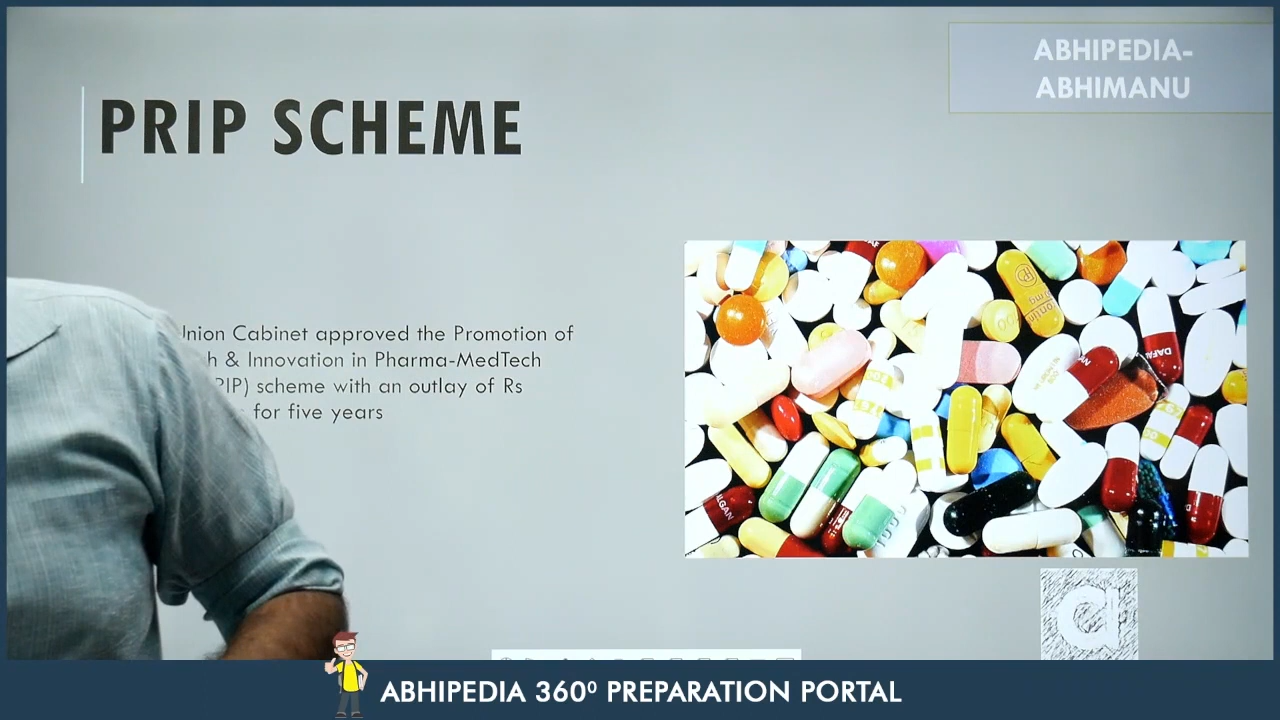 ABHIPEDIA-
ABHIMANU
PRIP SCHEME
Union Cabinet approved the Promotion of
& Innovation in Pharma-MedTech
scheme with an outlay of Rs
for five years
DAFAL
ABHIPEDIA 360⁰ PREPARATION PORTAL